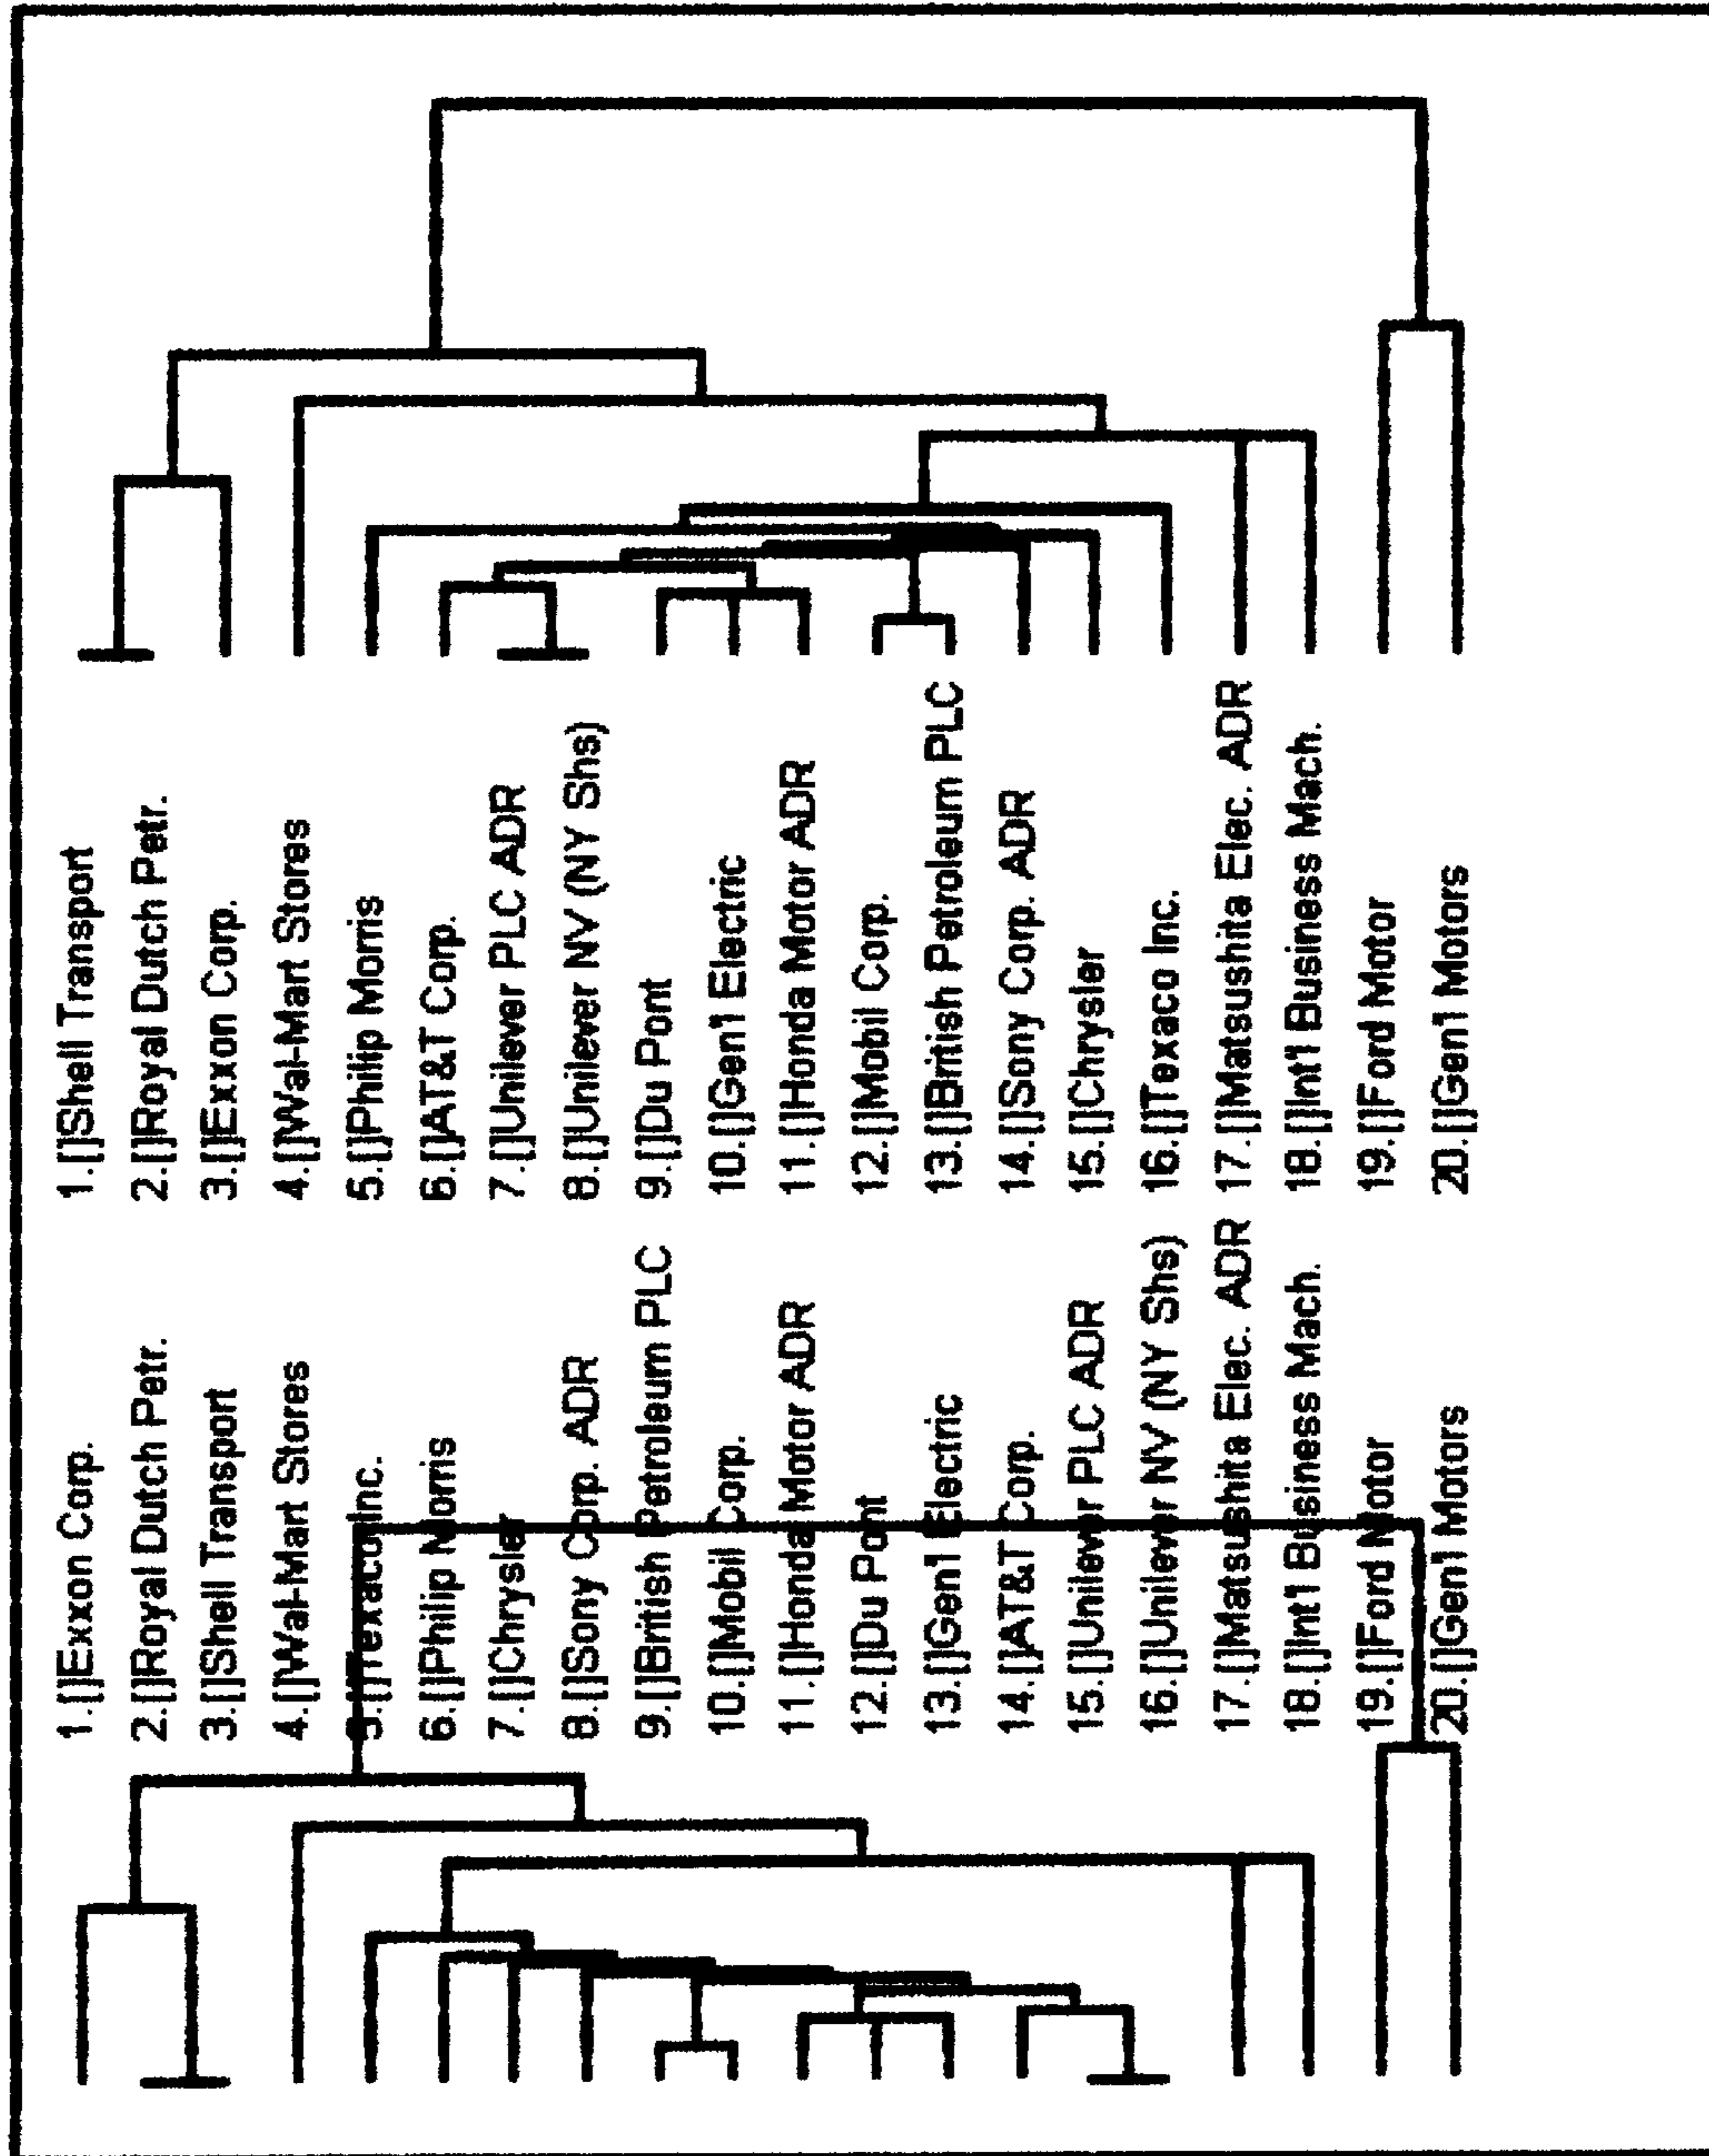 1.[]Exxon Corp.
2.[]Royal Dutch Petr.
3.[]Shell Transport
4.[]Wal-Mart Stores
5.[]Texaco Inc.
6.[]Philip Morris
7.[]Chrysler
8.[]Sony Corp. ADR
9.[]British Petroleum PLC
10.[]Mobil Corp.
11.[]Honda Motor ADR
12.[]Du Pont
13.[]Gen1 Electric
14.[]AT&T Corp.
15.[]Unilever PLC ADR
16.[]Unilever NV (NY Shs)
17.[]Matsushita Elec. ADR
18.[]Int1 Business Mach.
19.[]Ford Motor
20.[]Gen1 Motors
1.[]Shell Transport
2.[]Royal Dutch Petr.
3.[]Exxon Corp.
4.[]Wal-Mart Stores
5.[]Philip Morris
6.[]AT&T Corp.
7.[]Unilever PLC ADR
8.[]Unilever NV (NY Shs)
9.[]Du Pont
10.[]Gen1 Electric
11.[]Honda Motor ADR
12.[]Mobil Corp.
13.[]British Petroleum PLC
14.[]Sony Corp. ADR
15.[]Chrysler
16.[]Texaco Inc.
17.[]Matsushita Elec. ADR
18.[]Int1 Business Mach.
19.[]Ford Motor
20.[]Gen1 Motors